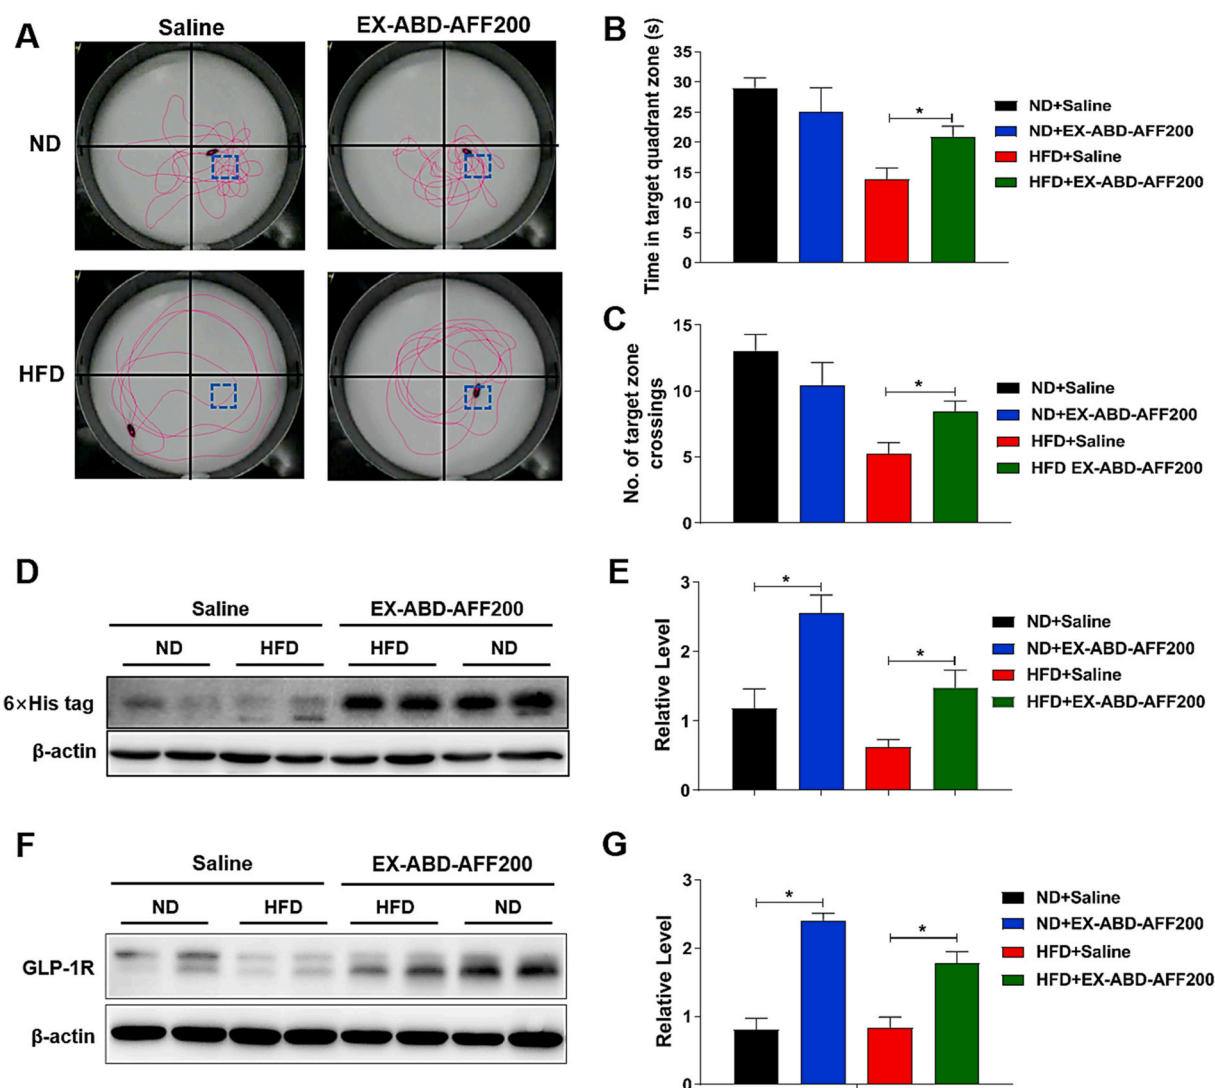 A
Saline
EX-ABD-AFF200
ND
HFD
B
Time in target quadrant zone (s)
35
30
25
20
15
10
5
0
*
ND+Saline
ND+EX-ABD-AFF200
HFD+Saline
HFD+EX-ABD-AFF200
C
No. of target zone
crossings
15
10
5
0
*
ND+Saline
ND+EX-ABD-AFF200
HFD+Saline
HFD EX-ABD-AFF200
D
Saline
EX-ABD-AFF200
ND
HFD
HFD
ND
6×His tag
β-actin
E
Relative Level
3
2
1
0
*
*
ND+Saline
ND+EX-ABD-AFF200
HFD+Saline
HFD+EX-ABD-AFF200
F
Saline
EX-ABD-AFF200
ND
HFD
HFD
ND
GLP-1R
β-actin
G
Relative Level
3
2
1
0
*
*
ND+Saline
ND+EX-ABD-AFF200
HFD+Saline
HFD+EX-ABD-AFF200